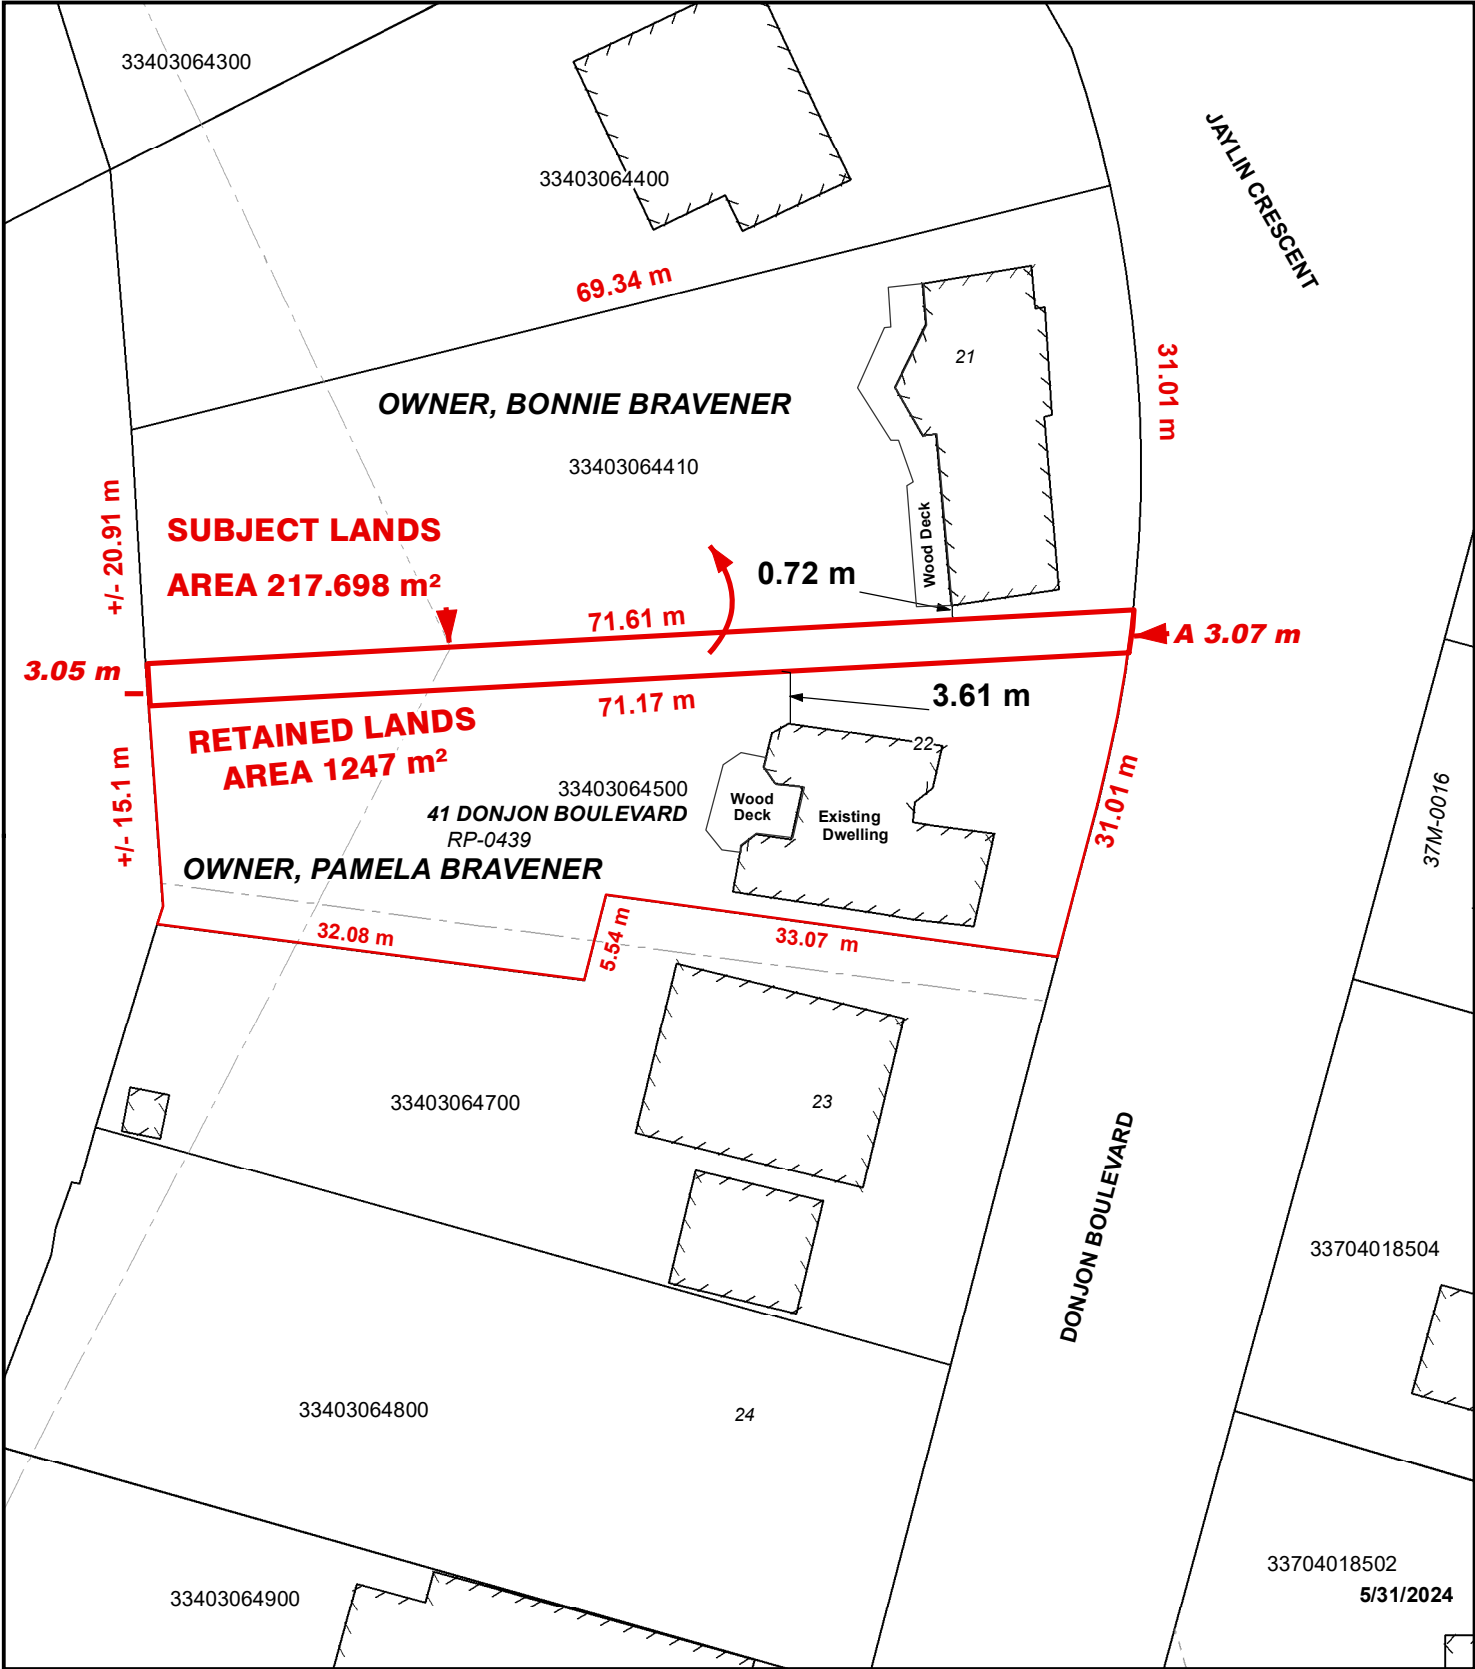 33403064300
33403064400
JAYLIN CRESCENT
69.34 m
21
31.01 m
OWNER, BONNIE BRAVENER
33403064410
+/- 20.91 m
SUBJECT LANDS
AREA 217.698 m²
Wood Deck
0.72 m
71.61 m
A 3.07 m
3.05 m
71.17 m
3.61 m
RETAINED LANDS
AREA 1247 m²
22
+/- 15.1 m
33403064500
41 DONJON BOULEVARD
RP-0439
OWNER, PAMELA BRAVENER
Wood
Deck
Existing
Dwelling
31.01 m
37M-0016
32.08 m
5.54 m
33.07 m
33403064700
23
DONJON BOULEVARD
33704018504
33403064800
24
33704018502
5/31/2024
33403064900